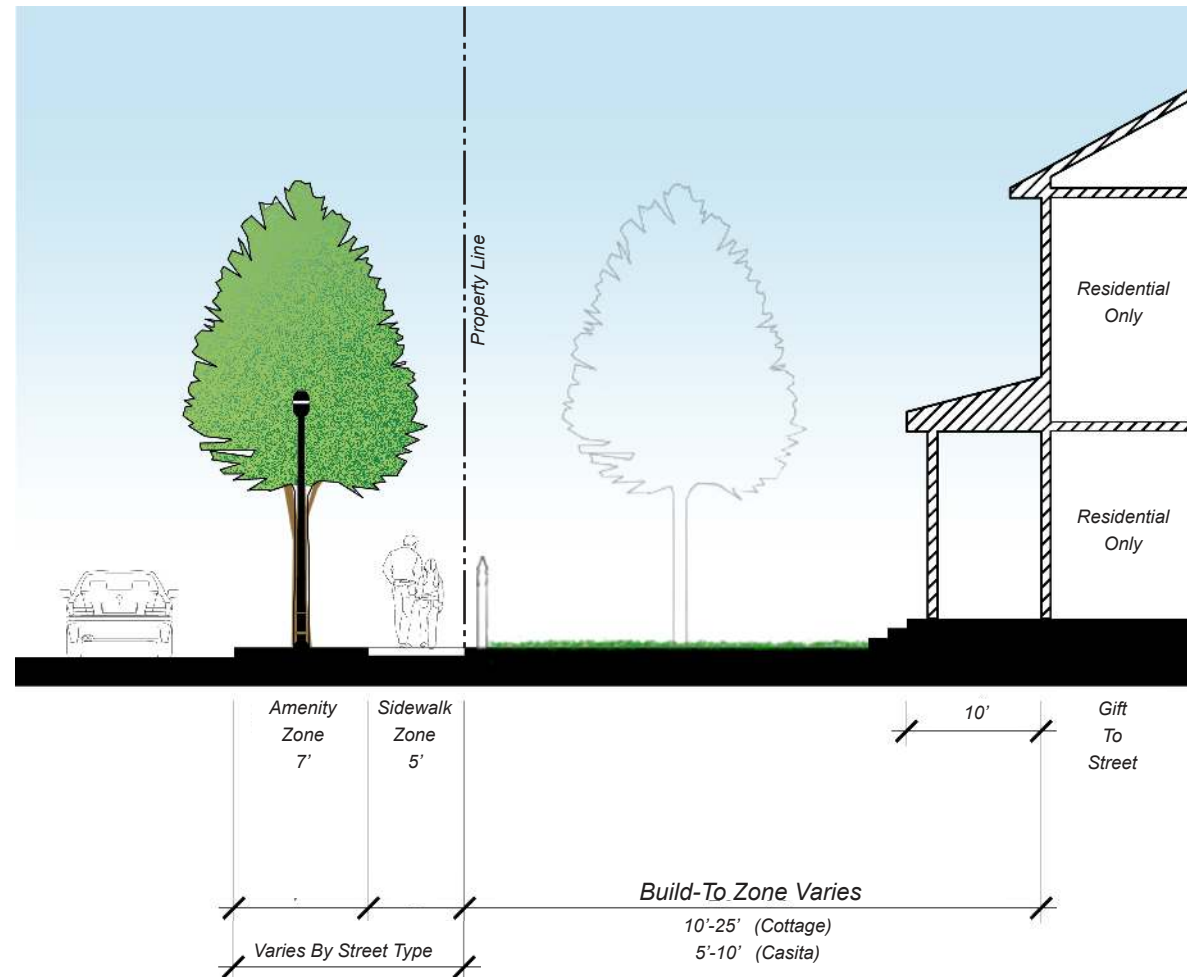 Property Line
Residential
Only
Residential
Only
Amenity
Zone
7'
Sidewalk
Zone
5'
10'
Gift
To
Street
Build-To Zone Varies
10'-25' (Cottage)
5'-10' (Casita)
Varies By Street Type